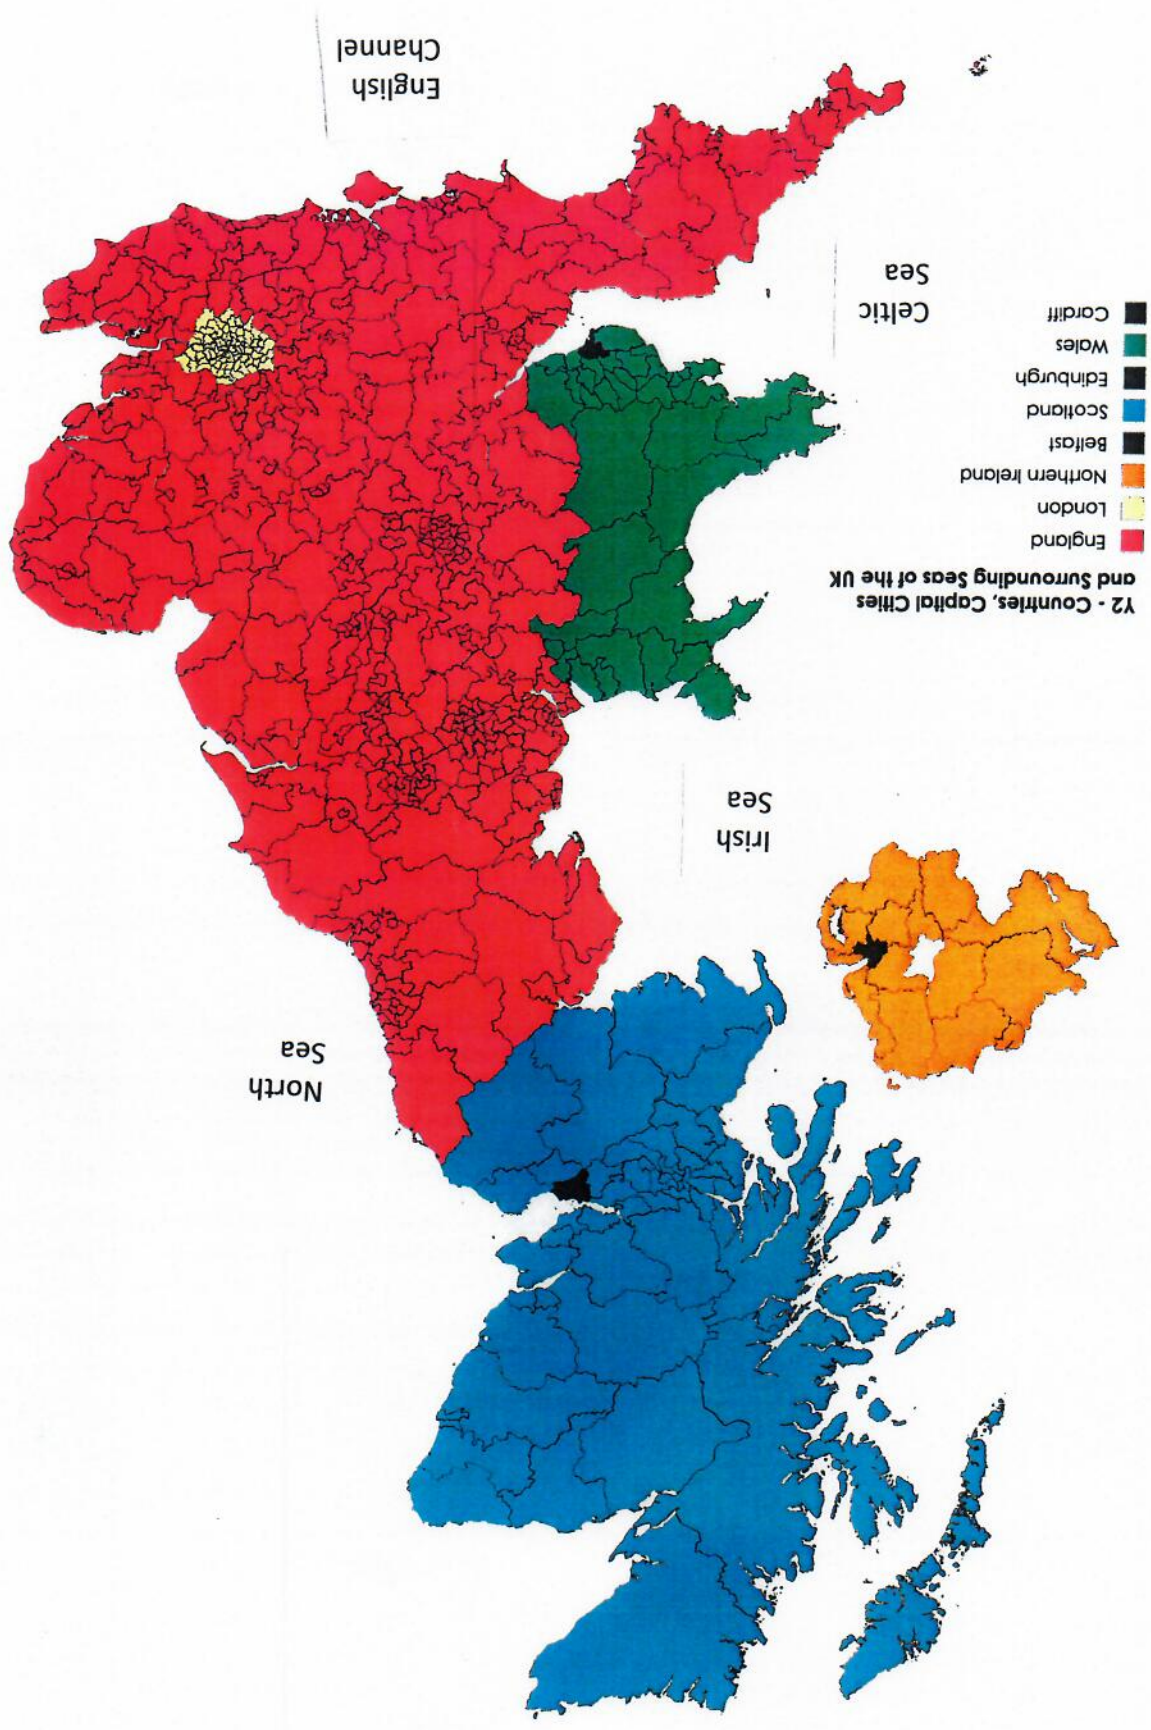 Y2 - Countries, Capital Cities
and Surrounding Seas of the UK
England
London
Northern Ireland
Belfast
Scotland
Edinburgh
Wales
Cardiff
North
Sea
Irish
Sea
Celtic
Sea
English
Channel